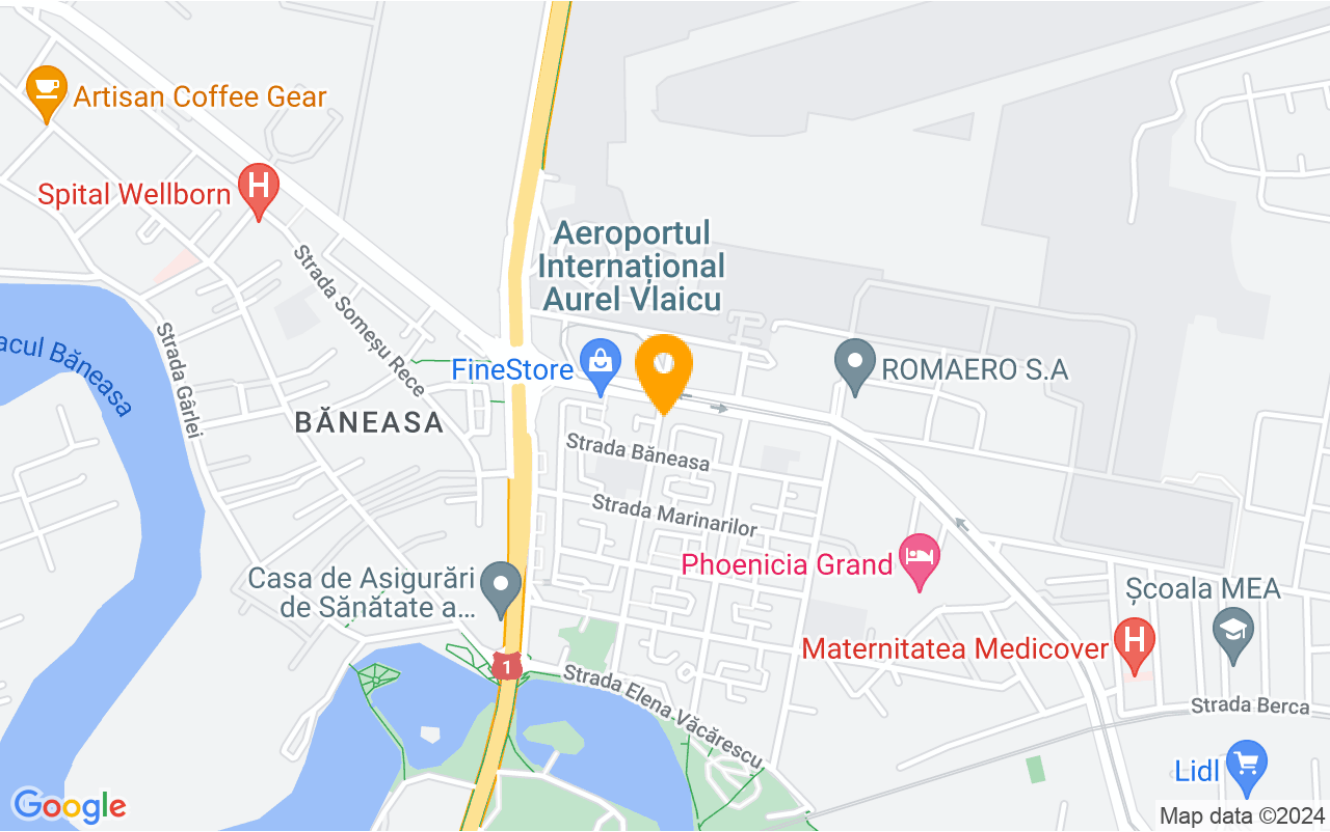 Artisan Coffee Gear
Spital Wellborn
H
Strada Someșu Rece
Aeroportul
Internațional
Aurel Vlaicu
acul Băneasa
Strada Gârlei
FineStore
ROMAERO S.A
BĂNEASA
Strada Băneasa
Strada Marinarilor
Phoenicia Grand
Casa de Asigurări
de Sănătate a...
Școala MEA
Maternitatea Medicover
H
1
Strada Elena Văcărescu
Strada Berca
Lidl
Google
Map data ©2024